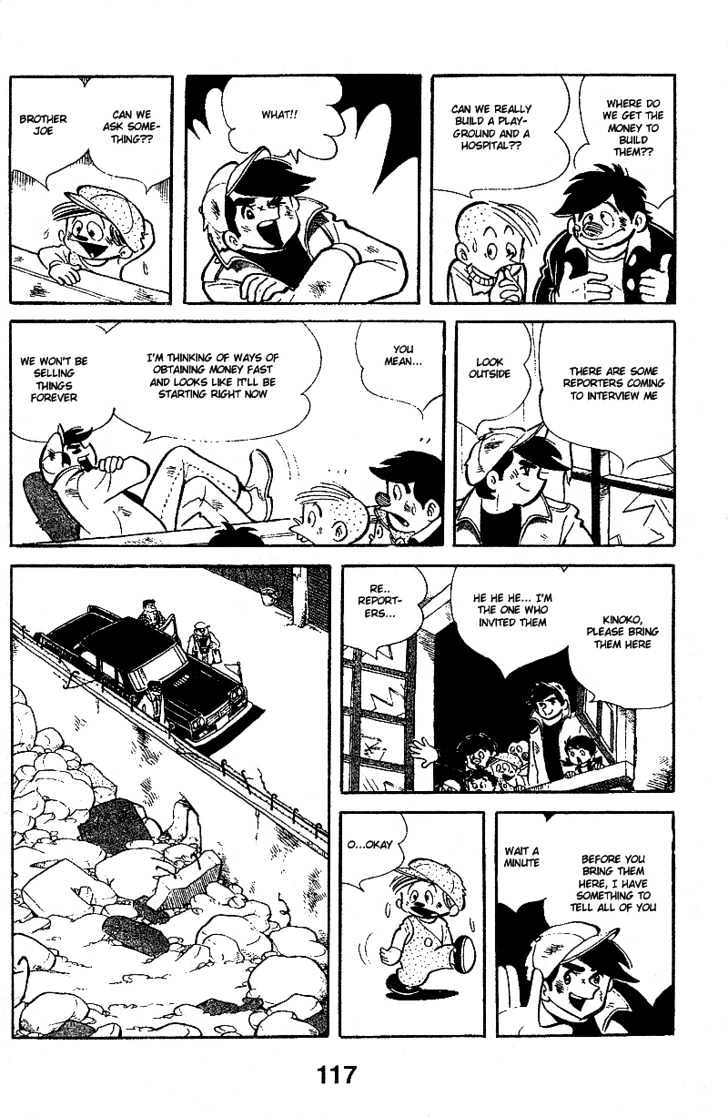 BROTHER
JOE
CAN WE
ASK SOME-
THING??
WHAT!!
CAN WE REALLY
BUILD A PLAY-
GROUND AND A
HOSPITAL??
WHERE DO
WE GET THE
MONEY TO
BUILD
THEM??
WE WON'T BE
SELLING
THINGS
FOREVER
I'M THINKING OF WAYS OF
OBTAINING MONEY FAST
AND LOOKS LIKE IT'LL BE
STARTING RIGHT NOW
YOU
MEAN...
LOOK
OUTSIDE
THERE ARE SOME
REPORTERS COMING
TO INTERVIEW ME
RE..
REPORT-
ERS...
HE HE HE... I'M
THE ONE WHO
INVITED THEM
KINOKO,
PLEASE BRING
THEM HERE
O...OKAY
WAIT A
MINUTE
BEFORE YOU
BRING THEM
HERE, I HAVE
SOMETHING TO
TELL ALL OF YOU
117